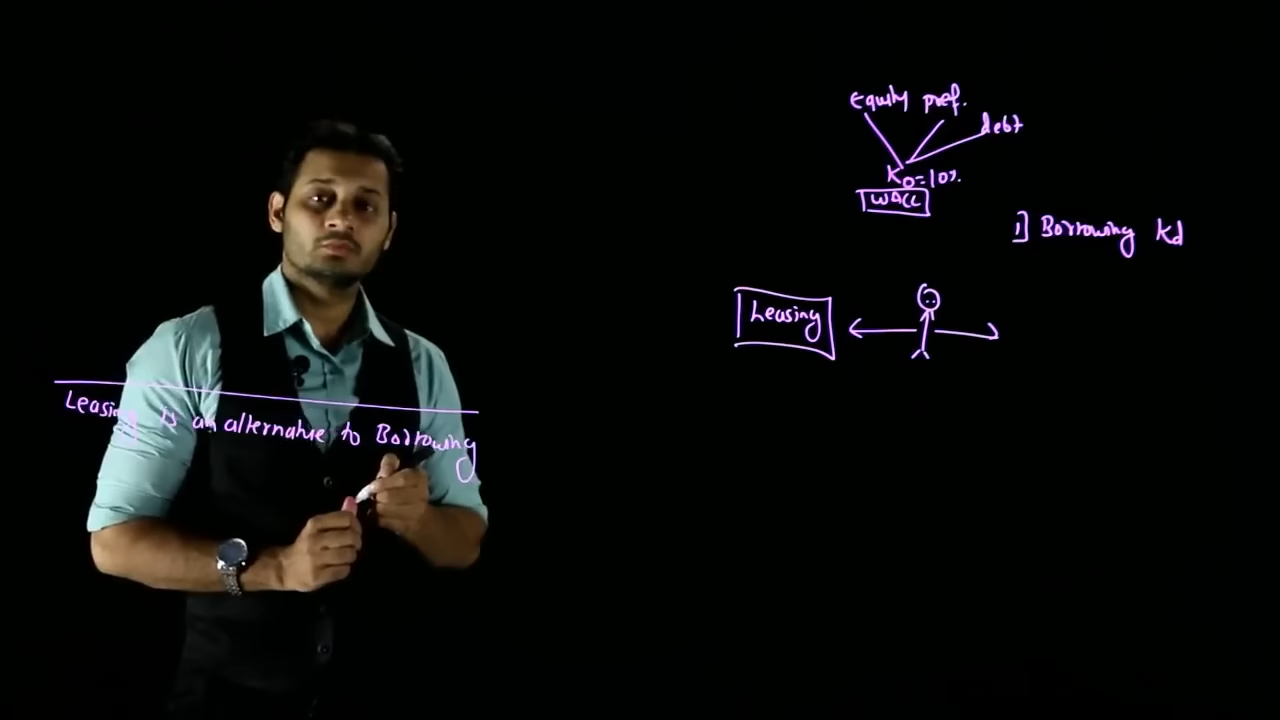 Equity pref.
debt
Ko=10%.
WACC
1] Borrowing Kd
Leasing
Leasing is an alternative to Borrowing